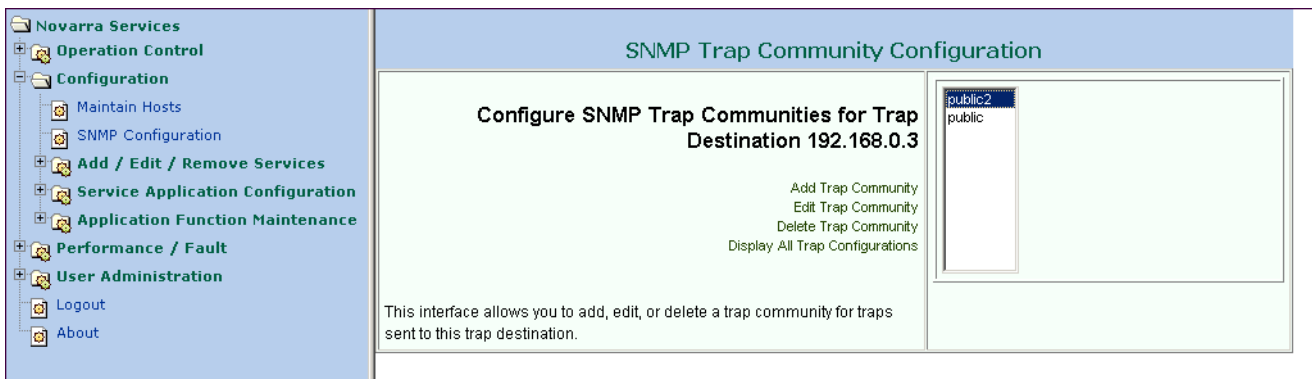 Novarra Services
Operation Control
Configuration
Maintain Hosts
SNMP Configuration
Add / Edit / Remove Services
Service Application Configuration
Application Function Maintenance
Performance / Fault
User Administration
Logout
About
SNMP Trap Community Configuration
Configure SNMP Trap Communities for Trap
Destination 192.168.0.3
Add Trap Community
Edit Trap Community
Delete Trap Community
Display All Trap Configurations
This interface allows you to add, edit, or delete a trap community for traps
sent to this trap destination.
public2
public